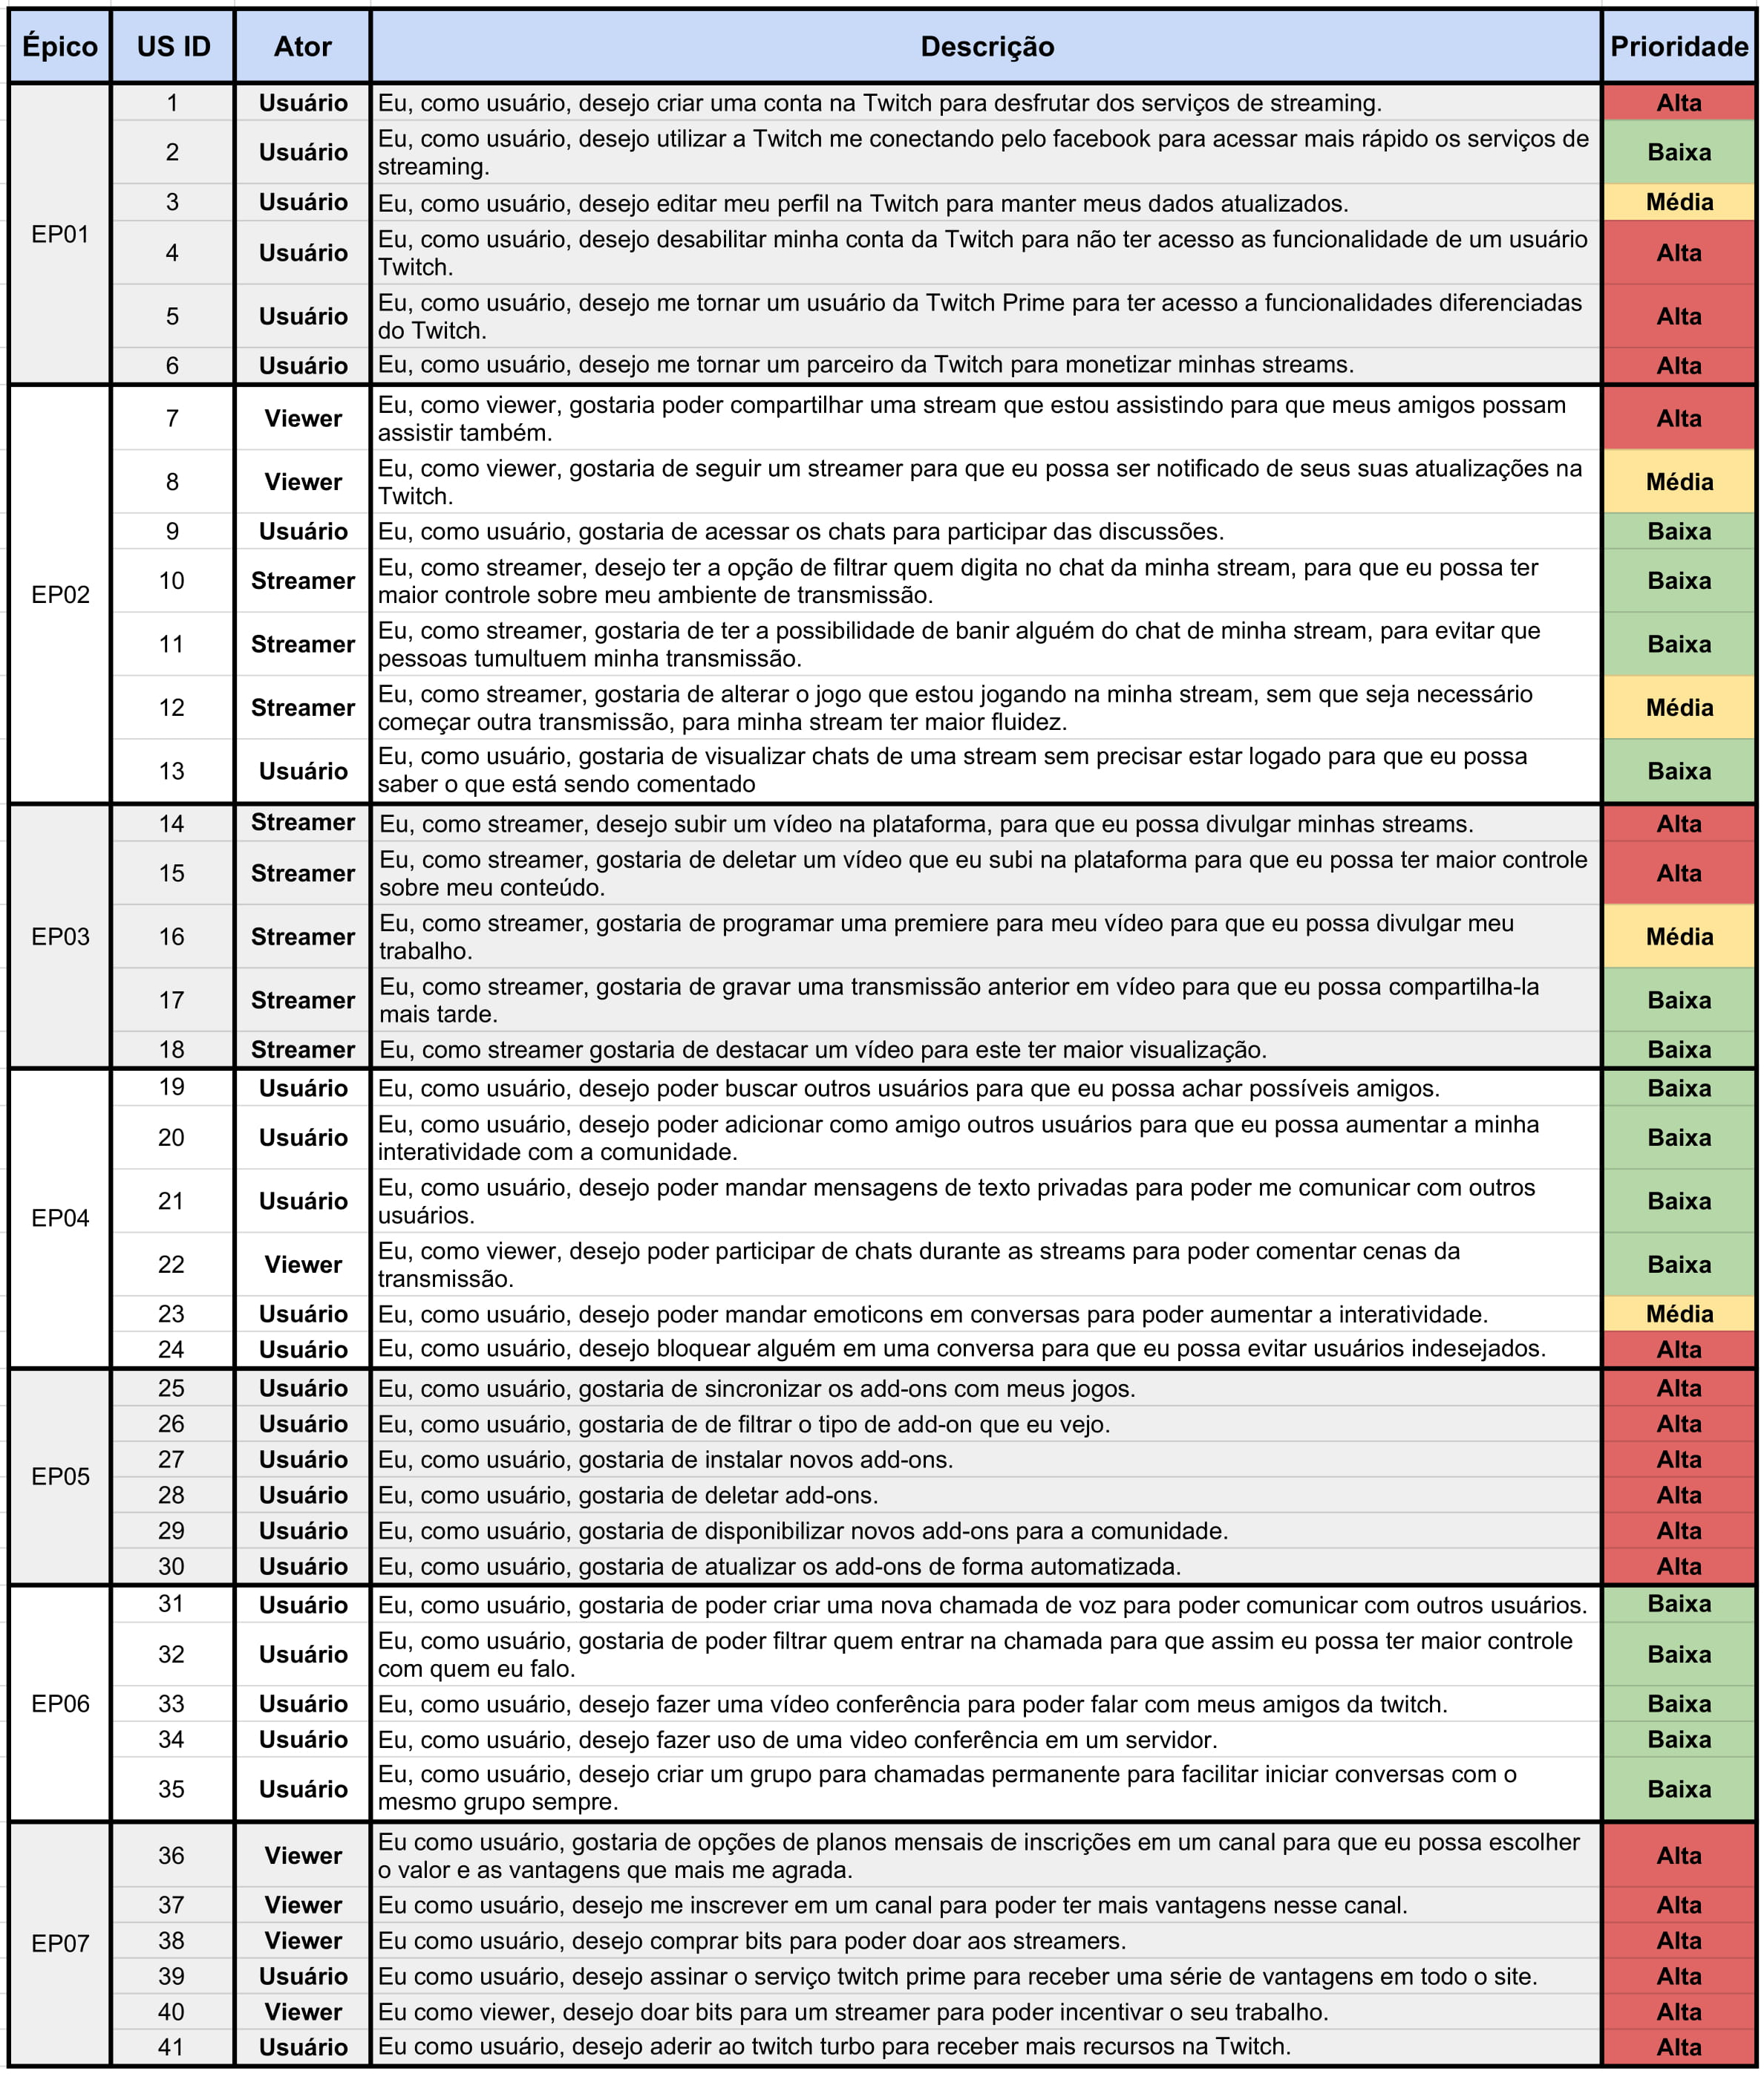 Épico US ID Ator Descrição Prioridade
EP01
1 Usuário Eu, como usuário, desejo criar uma conta na Twitch para desfrutar dos serviços de streaming. Alta
2 Usuário Eu, como usuário, desejo utilizar a Twitch me conectando pelo facebook para acessar mais rápido os serviços de
streaming. Baixa
3 Usuário Eu, como usuário, desejo editar meu perfil na Twitch para manter meus dados atualizados. Média
4 Usuário Eu, como usuário, desejo desabilitar minha conta da Twitch para não ter acesso as funcionalidade de um usuário
Twitch. Alta
5 Usuário Eu, como usuário, desejo me tornar um usuário da Twitch Prime para ter acesso a funcionalidades diferenciadas
do Twitch. Alta
6 Usuário Eu, como usuário, desejo me tornar um parceiro da Twitch para monetizar minhas streams. Alta
EP02
7 Viewer Eu, como viewer, gostaria poder compartilhar uma stream que estou assistindo para que meus amigos possam
assistir também. Alta
8 Viewer Eu, como viewer, gostaria de seguir um streamer para que eu possa ser notificado de seus suas atualizações na
Twitch. Média
9 Usuário Eu, como usuário, gostaria de acessar os chats para participar das discussões. Baixa
10 Streamer Eu, como streamer, desejo ter a opção de filtrar quem digita no chat da minha stream, para que eu possa ter
maior controle sobre meu ambiente de transmissão. Baixa
11 Streamer Eu, como streamer, gostaria de ter a possibilidade de banir alguém do chat de minha stream, para evitar que
pessoas tumultuem minha transmissão. Baixa
12 Streamer Eu, como streamer, gostaria de alterar o jogo que estou jogando na minha stream, sem que seja necessário
começar outra transmissão, para minha stream ter maior fluidez. Média
13 Usuário Eu, como usuário, gostaria de visualizar chats de uma stream sem precisar estar logado para que eu possa
saber o que está sendo comentado Baixa
EP03
14 Streamer Eu, como streamer, desejo subir um vídeo na plataforma, para que eu possa divulgar minhas streams. Alta
15 Streamer Eu, como streamer, gostaria de deletar um vídeo que eu subi na plataforma para que eu possa ter maior controle
sobre meu conteúdo. Alta
16 Streamer Eu, como streamer, gostaria de programar uma premiere para meu vídeo para que eu possa divulgar meu
trabalho. Média
17 Streamer Eu, como streamer, gostaria de gravar uma transmissão anterior em vídeo para que eu possa compartilha-la
mais tarde. Baixa
18 Streamer Eu, como streamer gostaria de destacar um vídeo para este ter maior visualização. Baixa
EP04
19 Usuário Eu, como usuário, desejo poder buscar outros usuários para que eu possa achar possíveis amigos. Baixa
20 Usuário Eu, como usuário, desejo poder adicionar como amigo outros usuários para que eu possa aumentar a minha
interatividade com a comunidade. Baixa
21 Usuário Eu, como usuário, desejo poder mandar mensagens de texto privadas para poder me comunicar com outros
usuários. Baixa
22 Viewer Eu, como viewer, desejo poder participar de chats durante as streams para poder comentar cenas da
transmissão. Baixa
23 Usuário Eu, como usuário, desejo poder mandar emoticons em conversas para poder aumentar a interatividade. Média
24 Usuário Eu, como usuário, desejo bloquear alguém em uma conversa para que eu possa evitar usuários indesejados. Alta
EP05
25 Usuário Eu, como usuário, gostaria de sincronizar os add-ons com meus jogos. Alta
26 Usuário Eu, como usuário, gostaria de de filtrar o tipo de add-on que eu vejo. Alta
27 Usuário Eu, como usuário, gostaria de instalar novos add-ons. Alta
28 Usuário Eu, como usuário, gostaria de deletar add-ons. Alta
29 Usuário Eu, como usuário, gostaria de disponibilizar novos add-ons para a comunidade. Alta
30 Usuário Eu, como usuário, gostaria de atualizar os add-ons de forma automatizada. Alta
EP06
31 Usuário Eu, como usuário, gostaria de poder criar uma nova chamada de voz para poder comunicar com outros usuários. Baixa
32 Usuário Eu, como usuário, gostaria de poder filtrar quem entrar na chamada para que assim eu possa ter maior controle
com quem eu falo. Baixa
33 Usuário Eu, como usuário, desejo fazer uma vídeo conferência para poder falar com meus amigos da twitch. Baixa
34 Usuário Eu, como usuário, desejo fazer uso de uma video conferência em um servidor. Baixa
35 Usuário Eu, como usuário, desejo criar um grupo para chamadas permanente para facilitar iniciar conversas com o
mesmo grupo sempre. Baixa
EP07
36 Viewer Eu como usuário, gostaria de opções de planos mensais de inscrições em um canal para que eu possa escolher
o valor e as vantagens que mais me agrada. Alta
37 Viewer Eu como usuário, desejo me inscrever em um canal para poder ter mais vantagens nesse canal. Alta
38 Viewer Eu como usuário, desejo comprar bits para poder doar aos streamers. Alta
39 Usuário Eu como usuário, desejo assinar o serviço twitch prime para receber uma série de vantagens em todo o site. Alta
40 Viewer Eu como viewer, desejo doar bits para um streamer para poder incentivar o seu trabalho. Alta
41 Usuário Eu como usuário, desejo aderir ao twitch turbo para receber mais recursos na Twitch. Alta